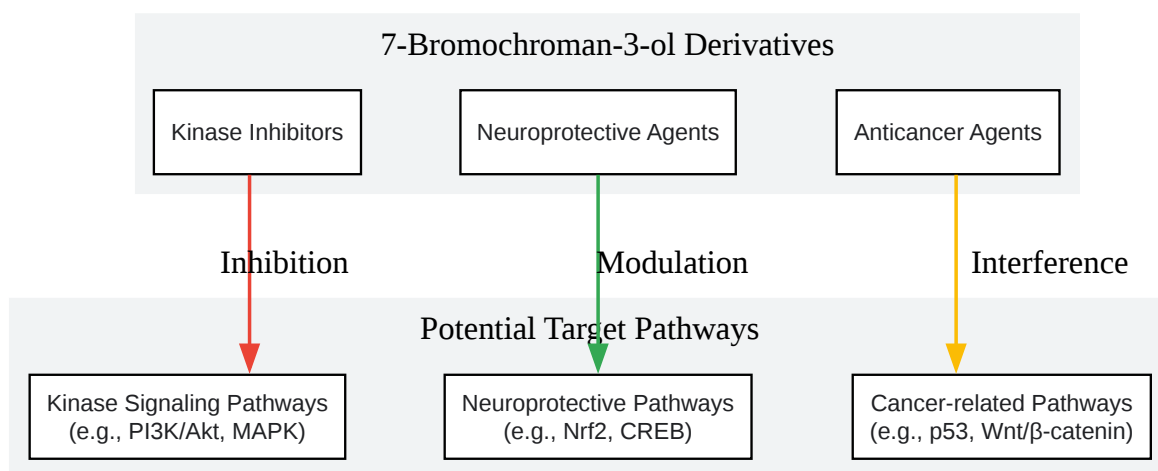 7-Bromochroman-3-ol Derivatives
Kinase Inhibitors
Neuroprotective Agents
Anticancer Agents
Inhibition
Modulation
Interference
Potential Target Pathways
Kinase Signaling Pathways
(e.g., PI3K/Akt, MAPK)
Neuroprotective Pathways
(e.g., Nrf2, CREB)
Cancer-related Pathways
(e.g., p53, Wnt/β-catenin)